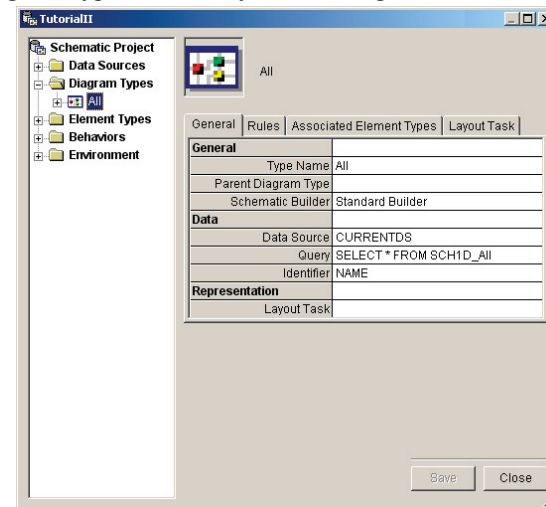 TutorialII
Schematic Project
Data Sources
Diagram Types
All
Element Types
Behaviors
Environment
All
General Rules Associated Element Types Layout Task
General
Type Name All
Parent Diagram Type
Schematic Builder Standard Builder
Data
Data Source CURRENTDS
Query SELECT * FROM SCH1D_All
Identifier NAME
Representation
Layout Task
Save Close